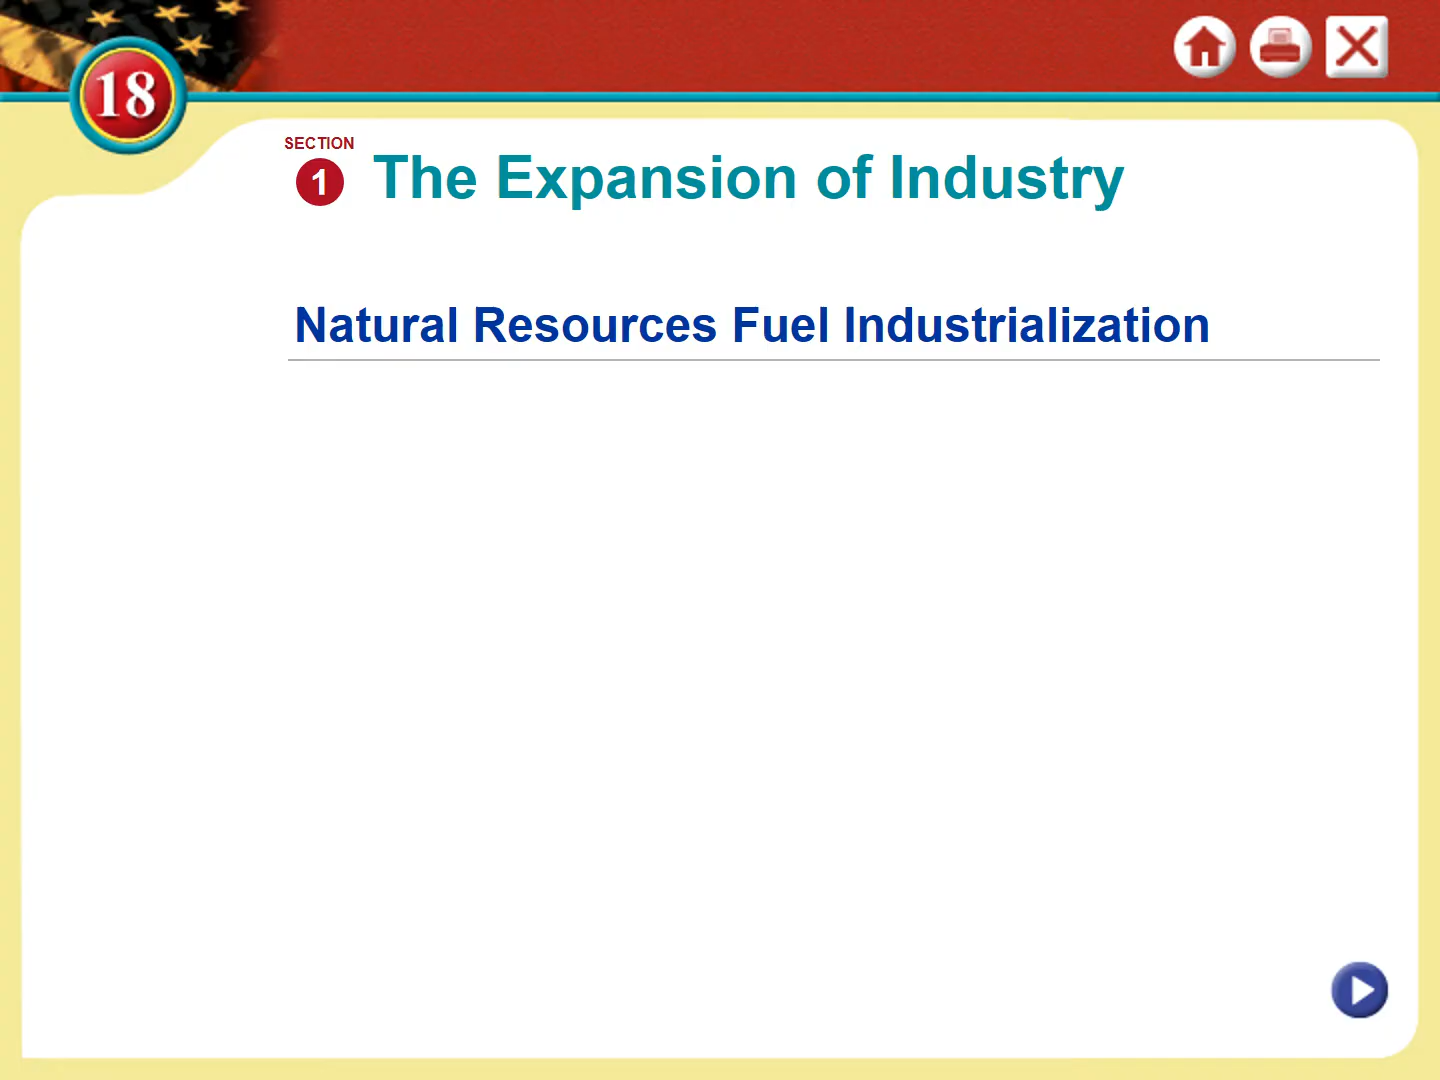 18
SECTION
1
The Expansion of Industry
Natural Resources Fuel Industrialization